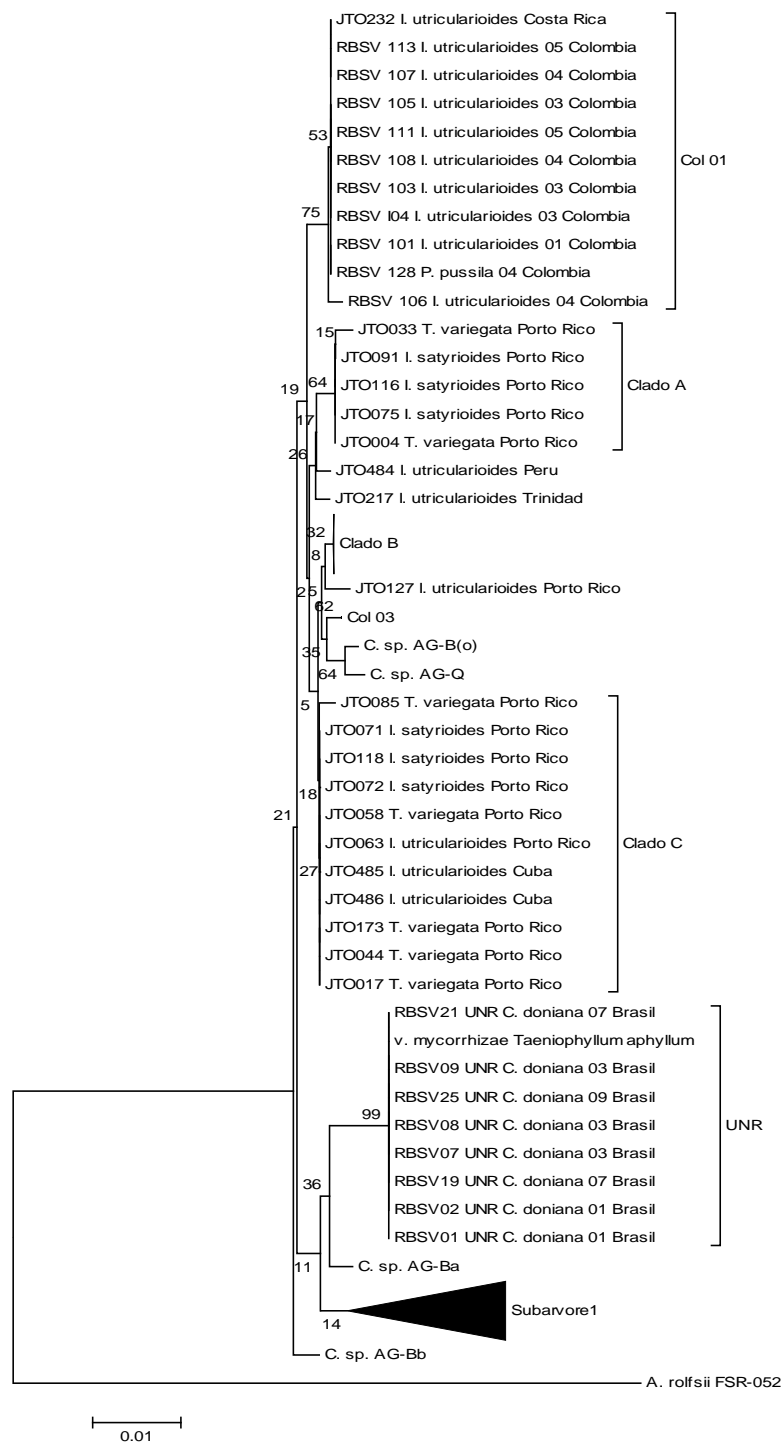 JTO232 I. utricularioides Costa Rica
RBSV 113 I. utricularioides 05 Colombia
RBSV 107 I. utricularioides 04 Colombia
RBSV 105 I. utricularioides 03 Colombia
53
RBSV 111 I. utricularioides 05 Colombia
RBSV 108 I. utricularioides 04 Colombia
Col 01
RBSV 103 I. utricularioides 03 Colombia
75
RBSV I04 I. utricularioides 03 Colombia
RBSV 101 I. utricularioides 01 Colombia
RBSV 128 P. pussila 04 Colombia
RBSV 106 I. utricularioides 04 Colombia
15
JTO033 T. variegata Porto Rico
JTO091 I. satyrioides Porto Rico
19
64
JTO116 I. satyrioides Porto Rico
Clado A
17
JTO075 I. satyrioides Porto Rico
26
JTO004 T. variegata Porto Rico
JTO484 I. utricularioides Peru
JTO217 I. utricularioides Trinidad
32
Clado B
8
25
JTO127 I. utricularioides Porto Rico
62
Col 03
35
C. sp. AG-B(o)
64
C. sp. AG-Q
5
JTO085 T. variegata Porto Rico
JTO071 I. satyrioides Porto Rico
JTO118 I. satyrioides Porto Rico
18
JTO072 I. satyrioides Porto Rico
21
JTO058 T. variegata Porto Rico
JTO063 I. utricularioides Porto Rico
Clado C
27
JTO485 I. utricularioides Cuba
JTO486 I. utricularioides Cuba
JTO173 T. variegata Porto Rico
JTO044 T. variegata Porto Rico
JTO017 T. variegata Porto Rico
RBSV21 UNR C. doniana 07 Brasil
v. mycorrhizae Taeniophyllum aphyllum
RBSV09 UNR C. doniana 03 Brasil
RBSV25 UNR C. doniana 09 Brasil
99
RBSV08 UNR C. doniana 03 Brasil
UNR
RBSV07 UNR C. doniana 03 Brasil
36
RBSV19 UNR C. doniana 07 Brasil
RBSV02 UNR C. doniana 01 Brasil
RBSV01 UNR C. doniana 01 Brasil
11
C. sp. AG-Ba
14
Subarvore1
C. sp. AG-Bb
A. rolfsii FSR-052
0.01